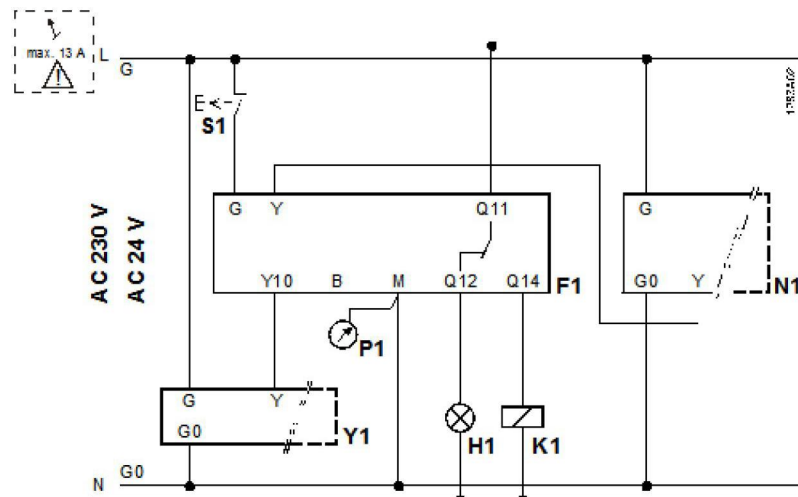 max. 13 A
L
G
E
S1
AC 230 V
AC 24 V
G Y Q11
Y10 B M Q12 Q14
F1
G
G0 Y
N1
P1
G Y
G0
Y1
H1
K1
N G0